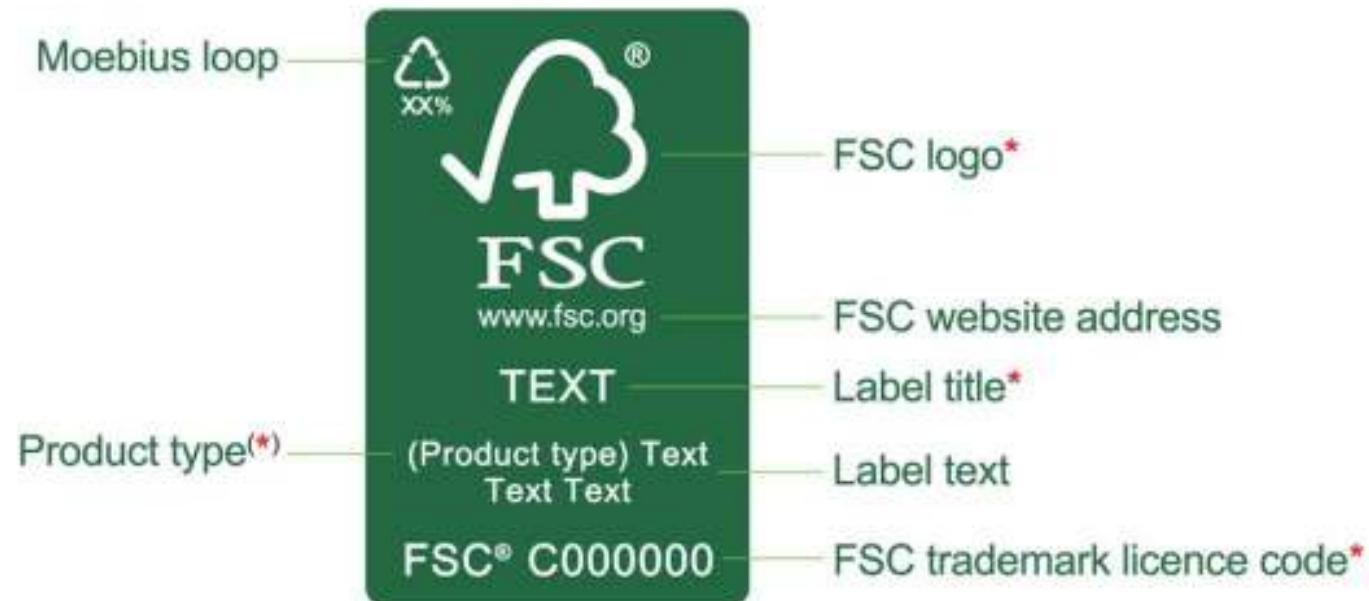 Moebius loop
XX%
®
FSC logo*
FSC
www.fsc.org
FSC website address
TEXT
Label title*
Product type(*)
(Product type) Text
Text Text
Label text
FSC® C000000
FSC trademark licence code*